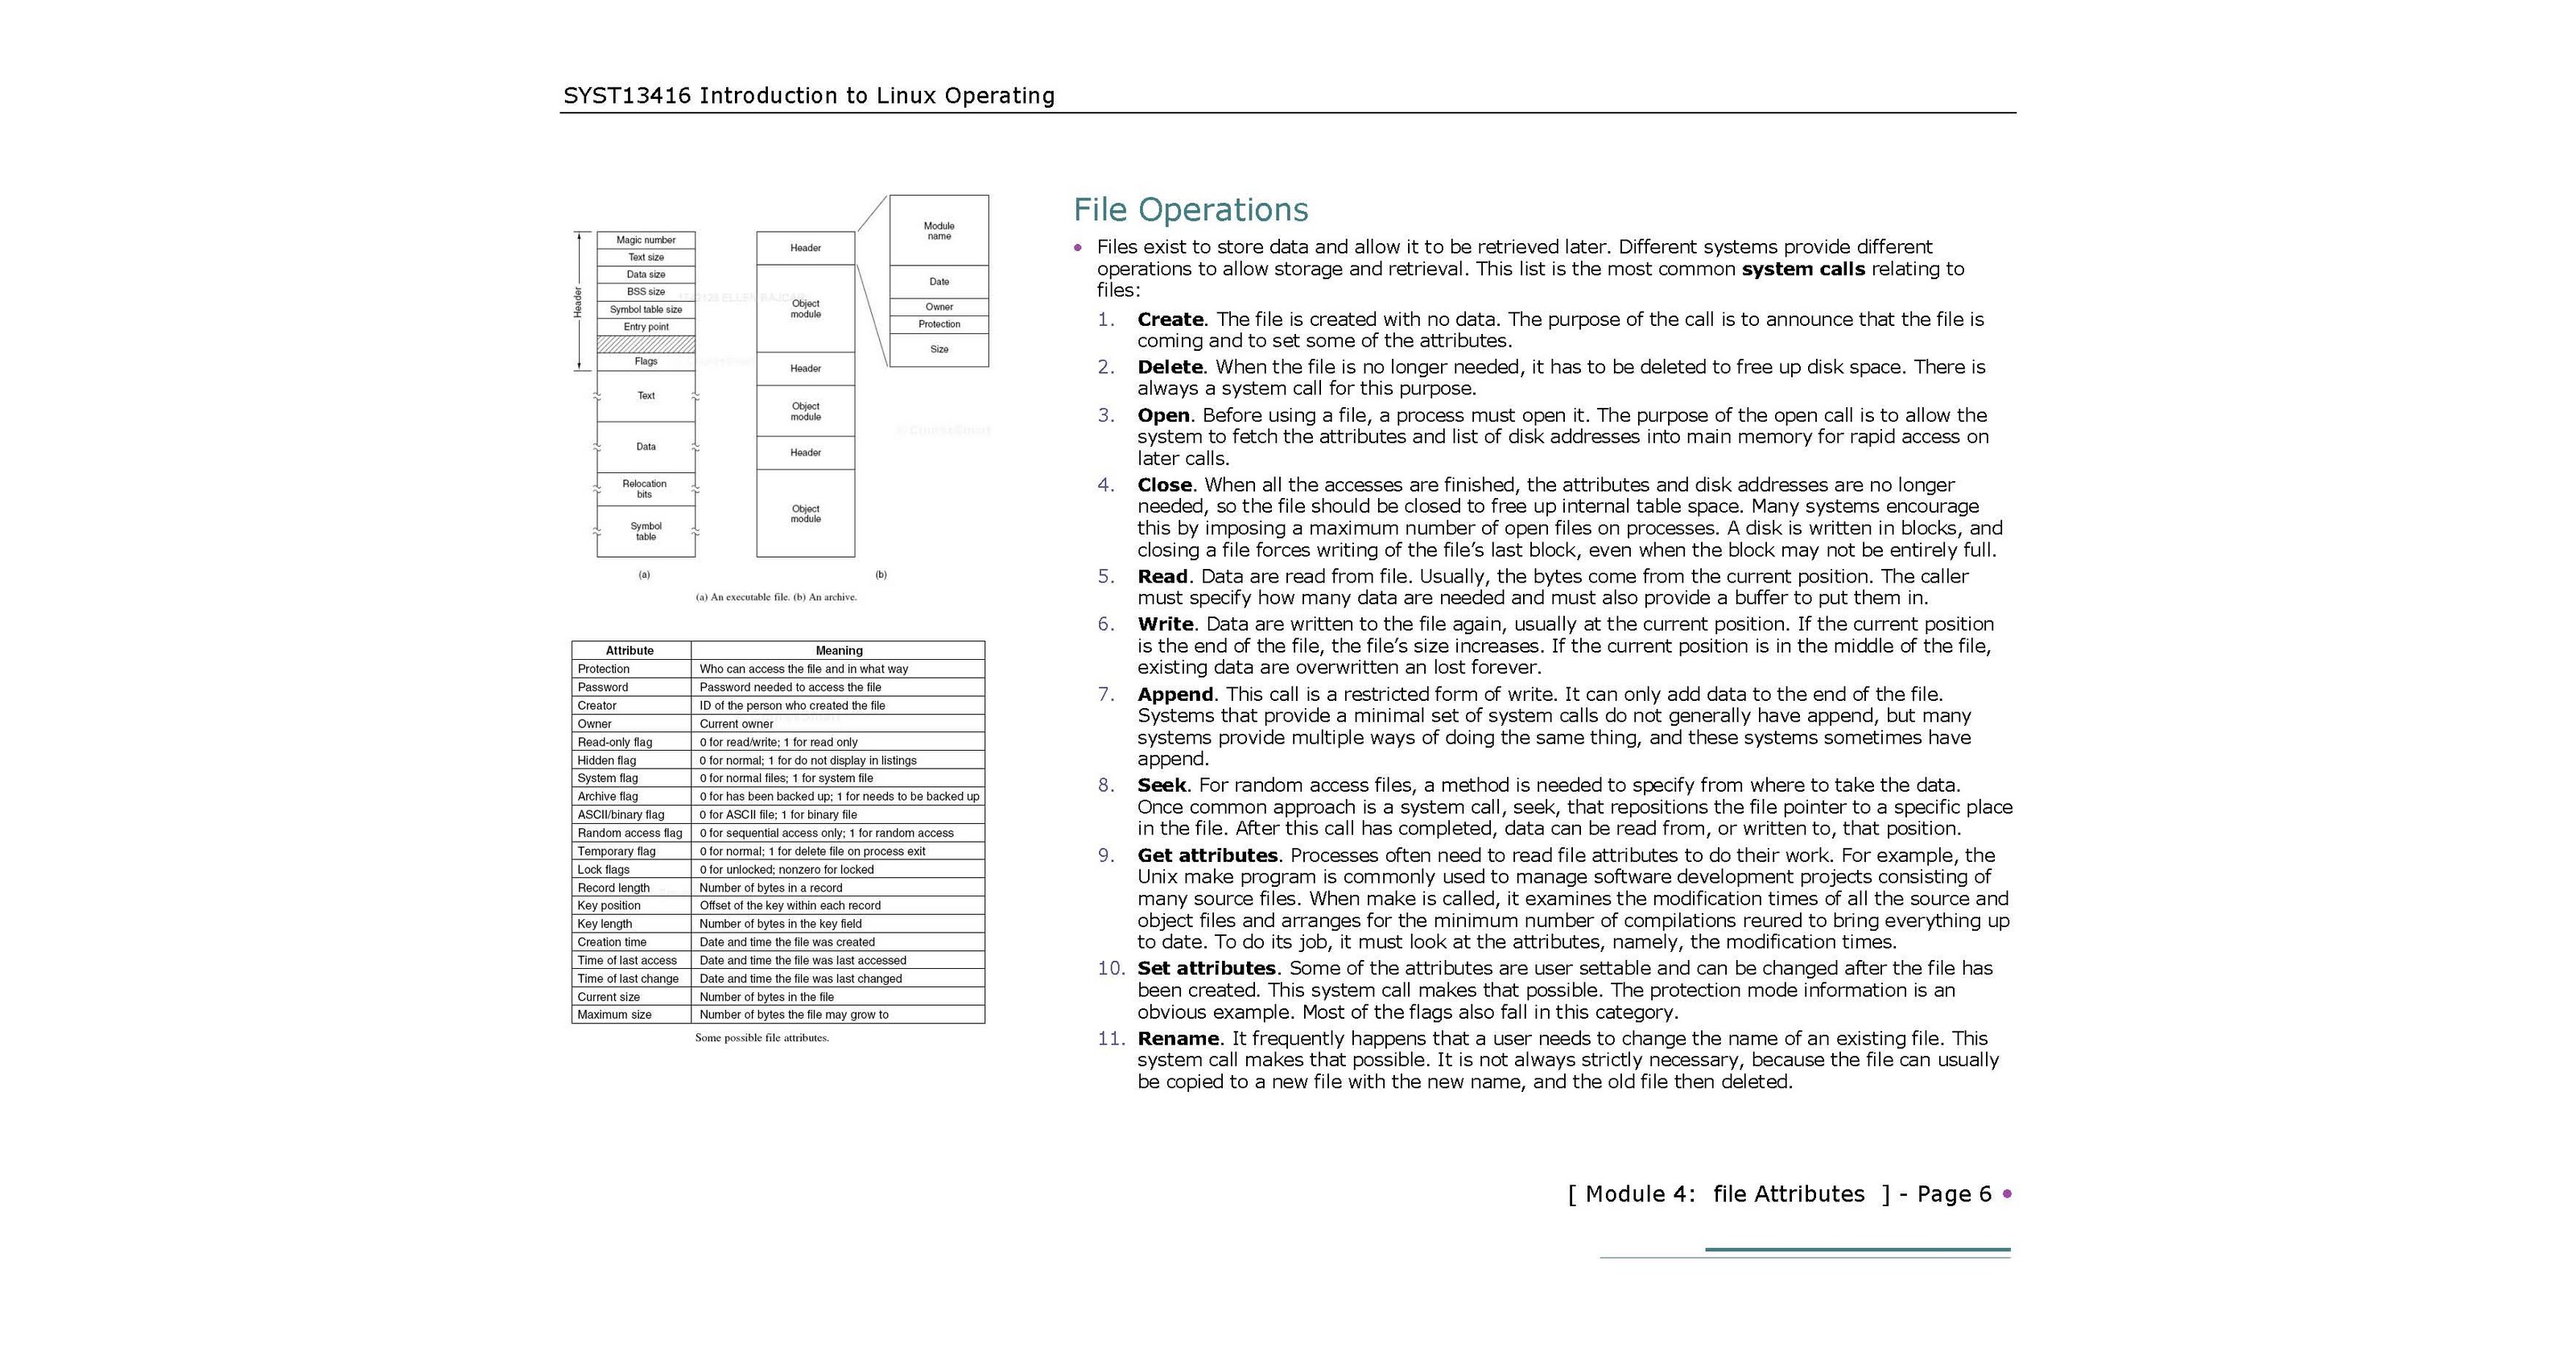 SYST13416 Introduction to Linux Operating
Header
Magic number
Text size
Data size
BSS size
Symbol table size
Entry point
Flags
Text
Data
Relocation
bits
Symbol
table
(a)
Header
Object
module
Header
Object
module
Header
Object
module
Module
name
Date
Owner
Protection
Size
(b)
(a) An executable file. (b) An archive.
Attribute Meaning
Protection Who can access the file and in what way
Password Password needed to access the file
Creator ID of the person who created the file
Owner Current owner
Read-only flag 0 for read/write; 1 for read only
Hidden flag 0 for normal; 1 for do not display in listings
System flag 0 for normal files; 1 for system file
Archive flag 0 for has been backed up; 1 for needs to be backed up
ASCII/binary flag 0 for ASCII file; 1 for binary file
Random access flag 0 for sequential access only; 1 for random access
Temporary flag 0 for normal; 1 for delete file on process exit
Lock flags 0 for unlocked; nonzero for locked
Record length Number of bytes in a record
Key position Offset of the key within each record
Key length Number of bytes in the key field
Creation time Date and time the file was created
Time of last access Date and time the file was last accessed
Time of last change Date and time the file was last changed
Current size Number of bytes in the file
Maximum size Number of bytes the file may grow to
Some possible file attributes.
File Operations
• Files exist to store data and allow it to be retrieved later. Different systems provide different
operations to allow storage and retrieval. This list is the most common system calls relating to
files:
1. Create. The file is created with no data. The purpose of the call is to announce that the file is
coming and to set some of the attributes.
2. Delete. When the file is no longer needed, it has to be deleted to free up disk space. There is
always a system call for this purpose.
3. Open. Before using a file, a process must open it. The purpose of the open call is to allow the
system to fetch the attributes and list of disk addresses into main memory for rapid access on
later calls.
4. Close. When all the accesses are finished, the attributes and disk addresses are no longer
needed, so the file should be closed to free up internal table space. Many systems encourage
this by imposing a maximum number of open files on processes. A disk is written in blocks, and
closing a file forces writing of the file's last block, even when the block may not be entirely full.
5. Read. Data are read from file. Usually, the bytes come from the current position. The caller
must specify how many data are needed and must also provide a buffer to put them in.
6. Write. Data are written to the file again, usually at the current position. If the current position
is the end of the file, the file's size increases. If the current position is in the middle of the file,
existing data are overwritten an lost forever.
7. Append. This call is a restricted form of write. It can only add data to the end of the file.
Systems that provide a minimal set of system calls do not generally have append, but many
systems provide multiple ways of doing the same thing, and these systems sometimes have
append.
8. Seek. For random access files, a method is needed to specify from where to take the data.
Once common approach is a system call, seek, that repositions the file pointer to a specific place
in the file. After this call has completed, data can be read from, or written to, that position.
9. Get attributes. Processes often need to read file attributes to do their work. For example, the
Unix make program is commonly used to manage software development projects consisting of
many source files. When make is called, it examines the modification times of all the source and
object files and arranges for the minimum number of compilations reured to bring everything up
to date. To do its job, it must look at the attributes, namely, the modification times.
10. Set attributes. Some of the attributes are user settable and can be changed after the file has
been created. This system call makes that possible. The protection mode information is an
obvious example. Most of the flags also fall in this category.
11. Rename. It frequently happens that a user needs to change the name of an existing file. This
system call makes that possible. It is not always strictly necessary, because the file can usually
be copied to a new file with the new name, and the old file then deleted.
[ Module 4: file Attributes ] - Page 6 •